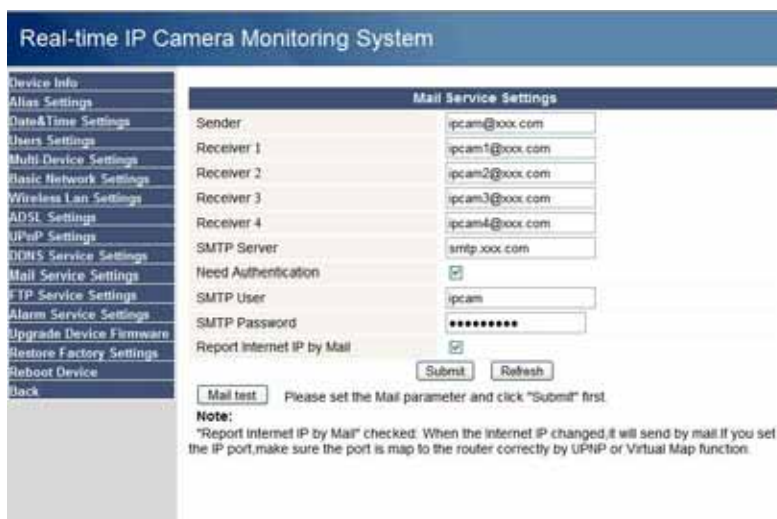 Real-time IP Camera Monitoring System
Device Info
Alias Settings
Date&Time Settings
Users Settings
Multi-Device Settings
Basic Network Settings
Wireless Lan Settings
ADSL Settings
UPnP Settings
DDNS Service Settings
Mail Service Settings
FTP Service Settings
Alarm Service Settings
Upgrade Device Firmware
Restore Factory Settings
Reboot Device
Back
Mail Service Settings
Sender ipcam@xxx.com
Receiver 1 ipcam1@xxx.com
Receiver 2 ipcam2@xxx.com
Receiver 3 ipcam3@xxx.com
Receiver 4 ipcam4@xxx.com
SMTP Server smtp.xxx.com
Need Authentication
SMTP User ipcam
SMTP Password ●●●●●●●●●
Report Internet IP by Mail
Submit Refresh
Mail test Please set the Mail parameter and click "Submit" first.
Note:
"Report Internet IP by Mail" checked: When the Internet IP changed,it will send by mail.If you set
the IP port,make sure the port is map to the router correctly by UPNP or Virtual Map function.